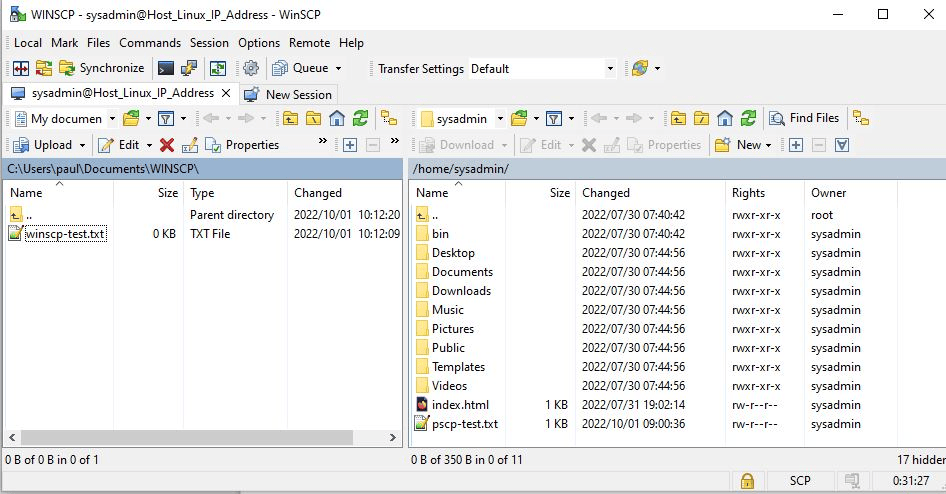 WINSCP - sysadmin@Host_Linux_IP_Address - WinSCP
Local Mark Files Commands Session Options Remote Help
Synchronize Queue Transfer Settings Default
sysadmin@Host_Linux_IP_Address New Session
My documen sysadmin Find Files
Upload Edit Properties » » Download Edit Properties New
C:\Users\paul\Documents\WINSCP\ /home/sysadmin/
Name Size Type Changed Name Size Changed Rights Owner
.. Parent directory 2022/10/01 10:12:20 .. 2022/07/30 07:40:42 rwxr-xr-x root
winscp-test.txt 0 KB TXT File 2022/10/01 10:12:09 bin 2022/07/30 07:40:42 rwxr-xr-x sysadmin
Desktop 2022/07/30 07:44:56 rwxr-xr-x sysadmin
Documents 2022/07/30 07:44:56 rwxr-xr-x sysadmin
Downloads 2022/07/30 07:44:56 rwxr-xr-x sysadmin
Music 2022/07/30 07:44:56 rwxr-xr-x sysadmin
Pictures 2022/07/30 07:44:56 rwxr-xr-x sysadmin
Public 2022/07/30 07:44:56 rwxr-xr-x sysadmin
Templates 2022/07/30 07:44:56 rwxr-xr-x sysadmin
Videos 2022/07/30 07:44:56 rwxr-xr-x sysadmin
index.html 1 KB 2022/07/31 19:02:14 rw-r--r-- sysadmin
pscp-test.txt 1 KB 2022/10/01 09:00:36 rw-r--r-- sysadmin
0 B of 0 B in 0 of 1 0 B of 350 B in 0 of 11 17 hidden
SCP 0:31:27